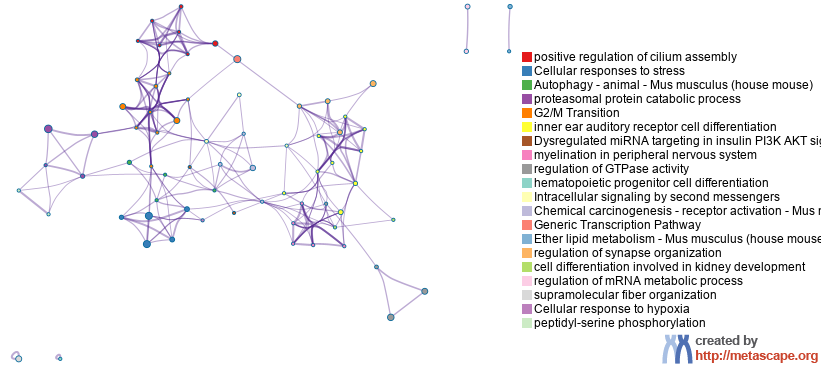 positive regulation of cilium assembly
Cellular responses to stress
Autophagy - animal - Mus musculus (house mouse)
proteasomal protein catabolic process
G2/M Transition
inner ear auditory receptor cell differentiation
Dysregulated miRNA targeting in insulin PI3K AKT si
myelination in peripheral nervous system
regulation of GTPase activity
hematopoietic progenitor cell differentiation
Intracellular signaling by second messengers
Chemical carcinogenesis - receptor activation - Mus
Generic Transcription Pathway
Ether lipid metabolism - Mus musculus (house mouse
regulation of synapse organization
cell differentiation involved in kidney development
regulation of mRNA metabolic process
supramolecular fiber organization
Cellular response to hypoxia
peptidyl-serine phosphorylation
created by
http://metascape.org